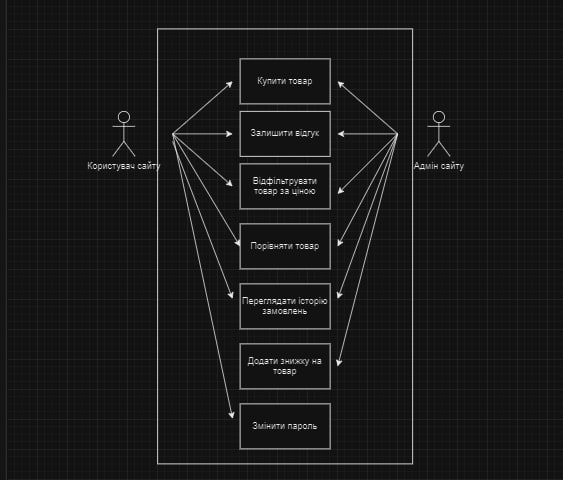 Купити товар
Залишити відгук
Користувач сайту
Адмін сайту
Відфільтрувати
товар за ціною
Порівняти товар
Переглядати історію
замовлень
Додати знижку на
товар
Змінити пароль